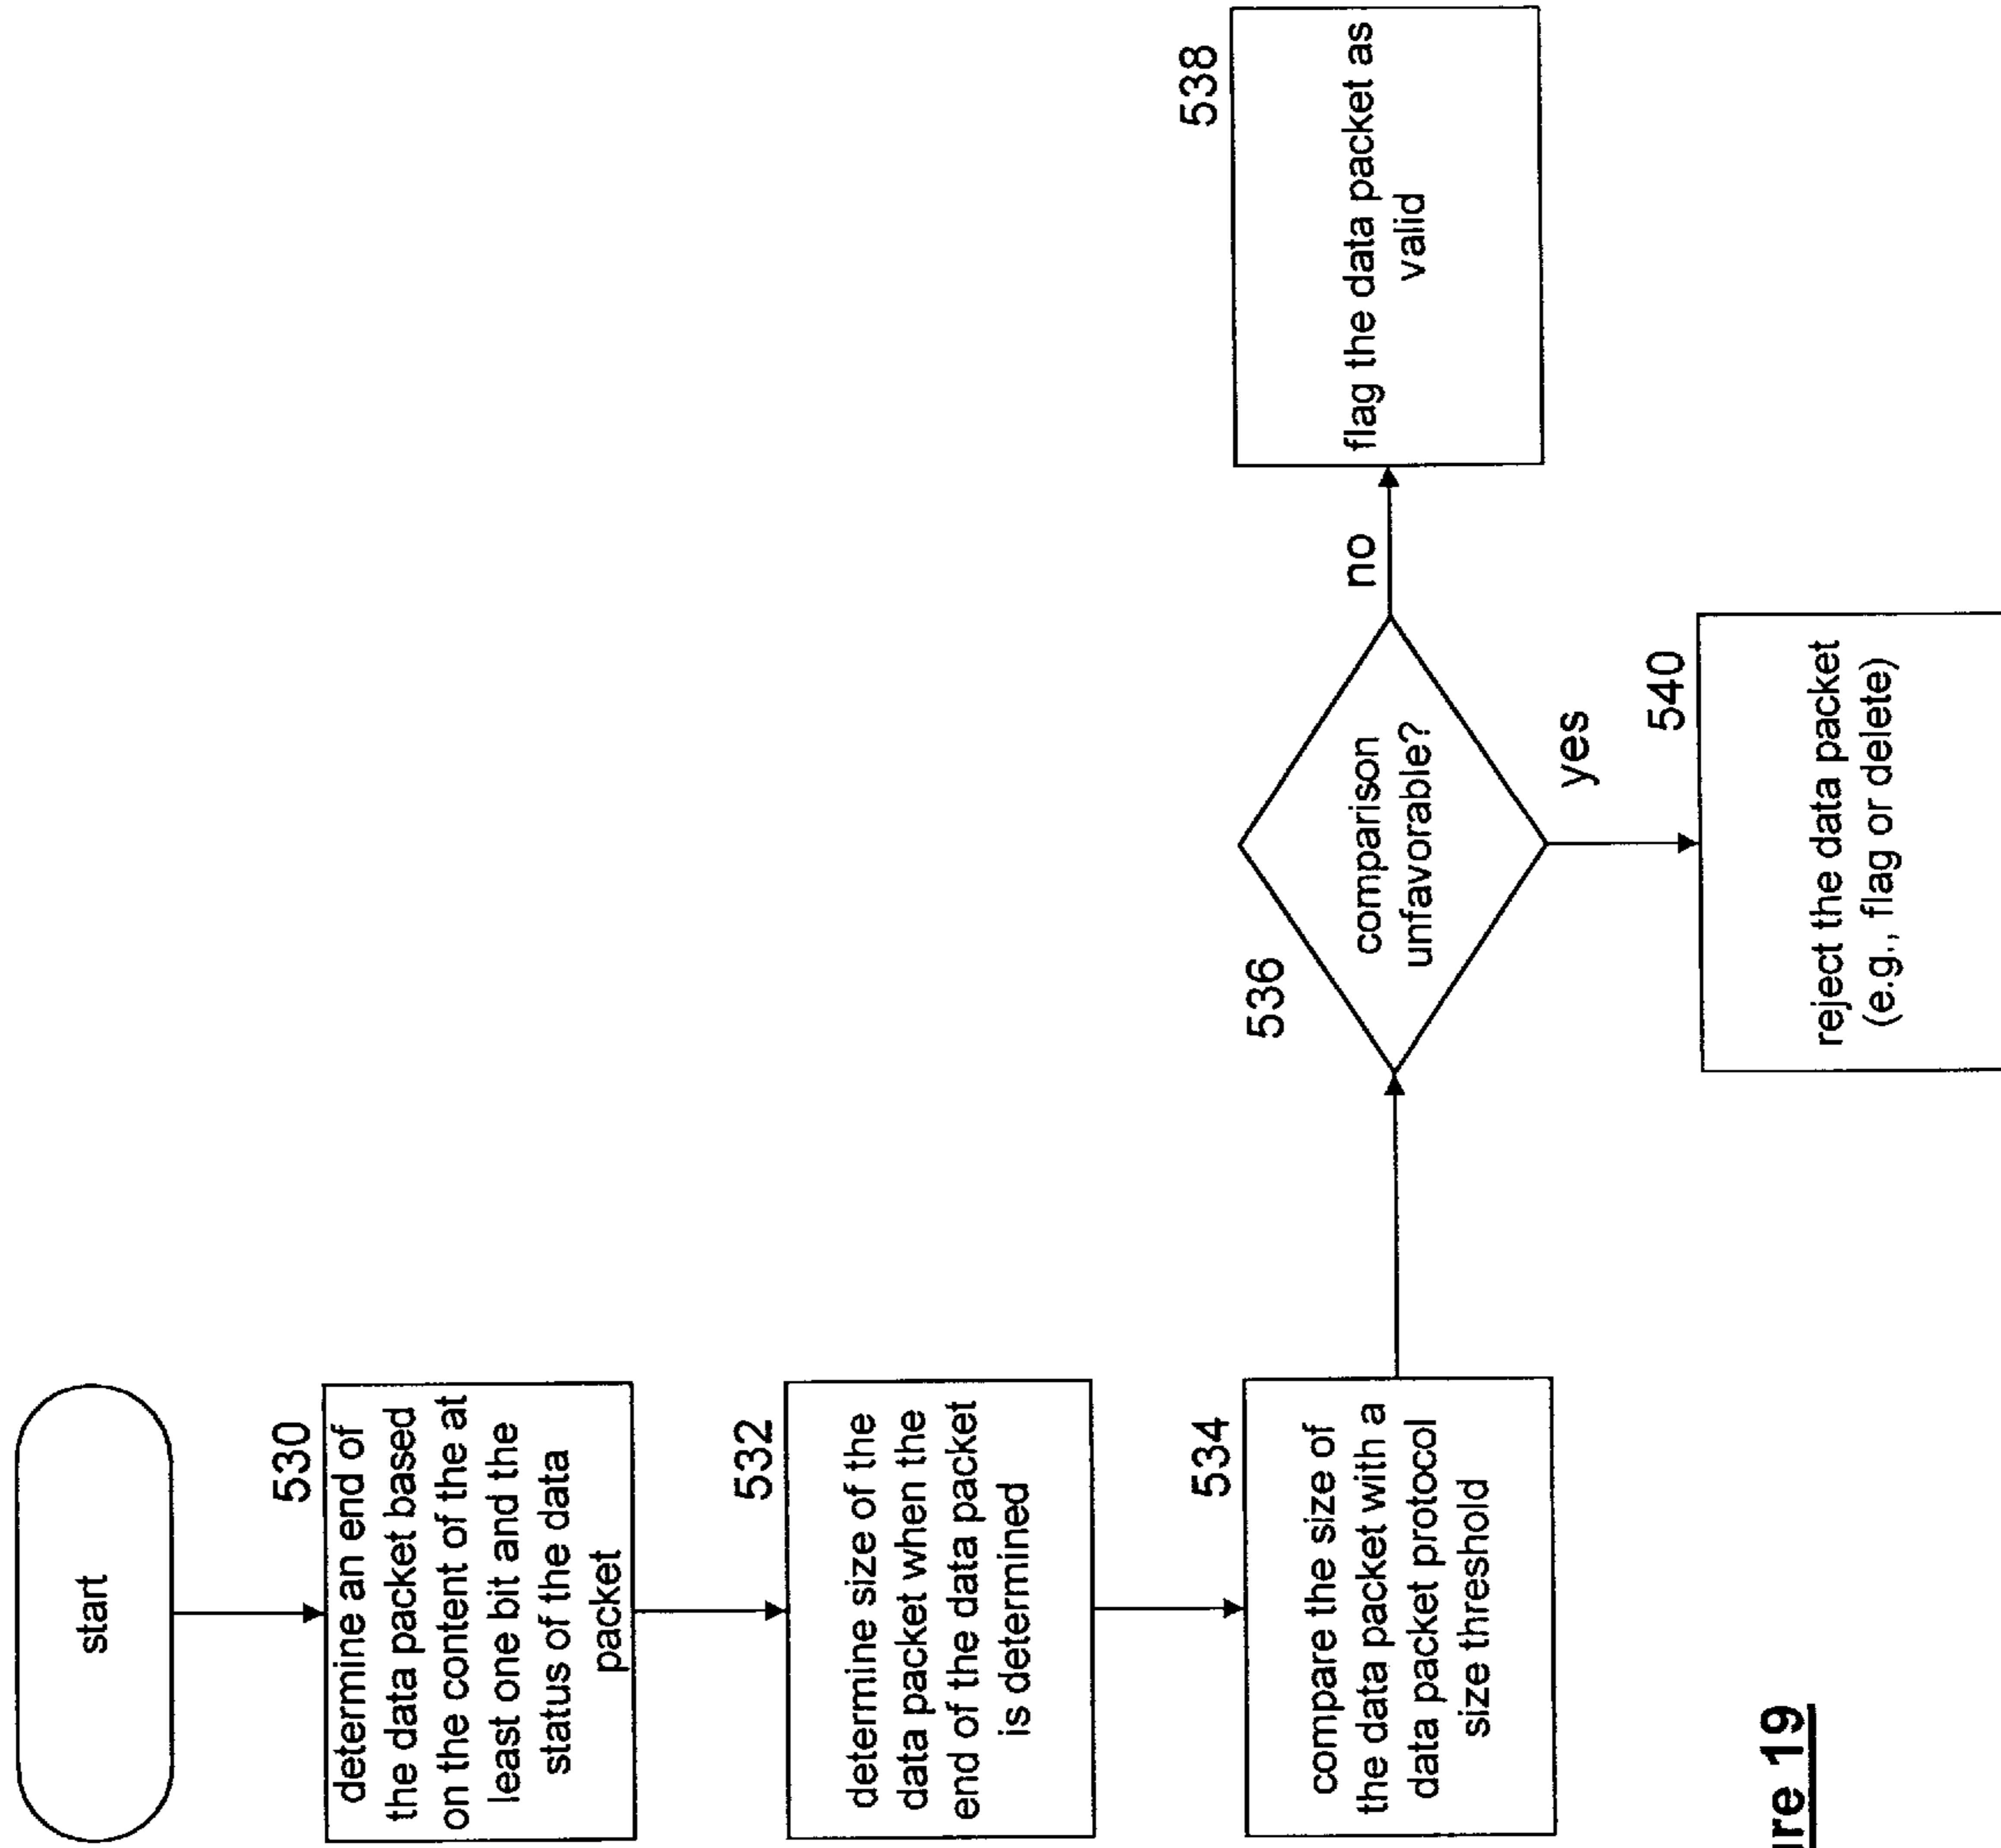 start
530
determine an end of
the data packet based
on the content of the at
least one bit and the
status of the data
packet
532
determine size of the
data packet when the
end of the data packet
is determined
534
compare the size of
the data packet with a
data packet protocol
size threshold
536
comparison
unfavorable?
no
538
flag the data packet as
valid
yes
540
reject the data packet
(e.g., flag or delete)
ure 19